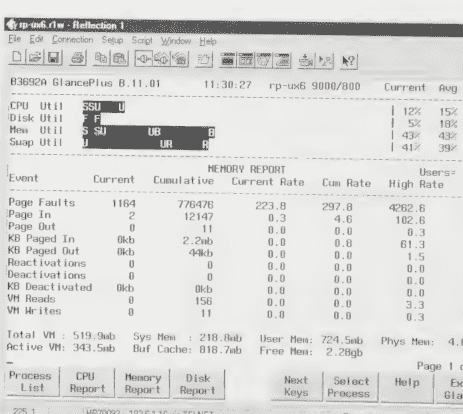 rp-ux6.r1w - Reflection 1
File Edit Connection Setup Script Window Help
B3692A GlancePlus B.11.01 11:30:27 rp-ux6 9000/800 Current Avg
CPU Util SSU U | 12% 15%
Disk Util F F | 5% 18%
Mem Util S SU UB B | 43% 43%
Swap Util U UR R | 41% 39%
MEMORY REPORT Users=
Event Current Cumulative Current Rate Cum Rate High Rate
Page Faults 1164 776476 223.8 297.8 4262.6
Page In 2 12147 0.3 4.6 102.6
Page Out 0 11 0.0 0.0 0.3
KB Paged In 0kb 2.2mb 0.0 0.8 61.3
KB Paged Out 0kb 44kb 0.0 0.0 1.5
Reactivations 0 0 0.0 0.0 0.0
Deactivations 0 0 0.0 0.0 0.0
KB Deactivated 0kb 0kb 0.0 0.0 0.0
VM Reads 0 156 0.0 0.0 3.3
VM Writes 0 11 0.0 0.0 0.3
Total VM : 519.9mb Sys Mem : 218.8mb User Mem: 724.5mb Phys Mem: 4.
Active VM: 343.5mb Buf Cache: 818.7mb Free Mem: 2.28gb
Page 1
Process CPU Memory Disk Next Select Help
List Report Report Report Keys Process